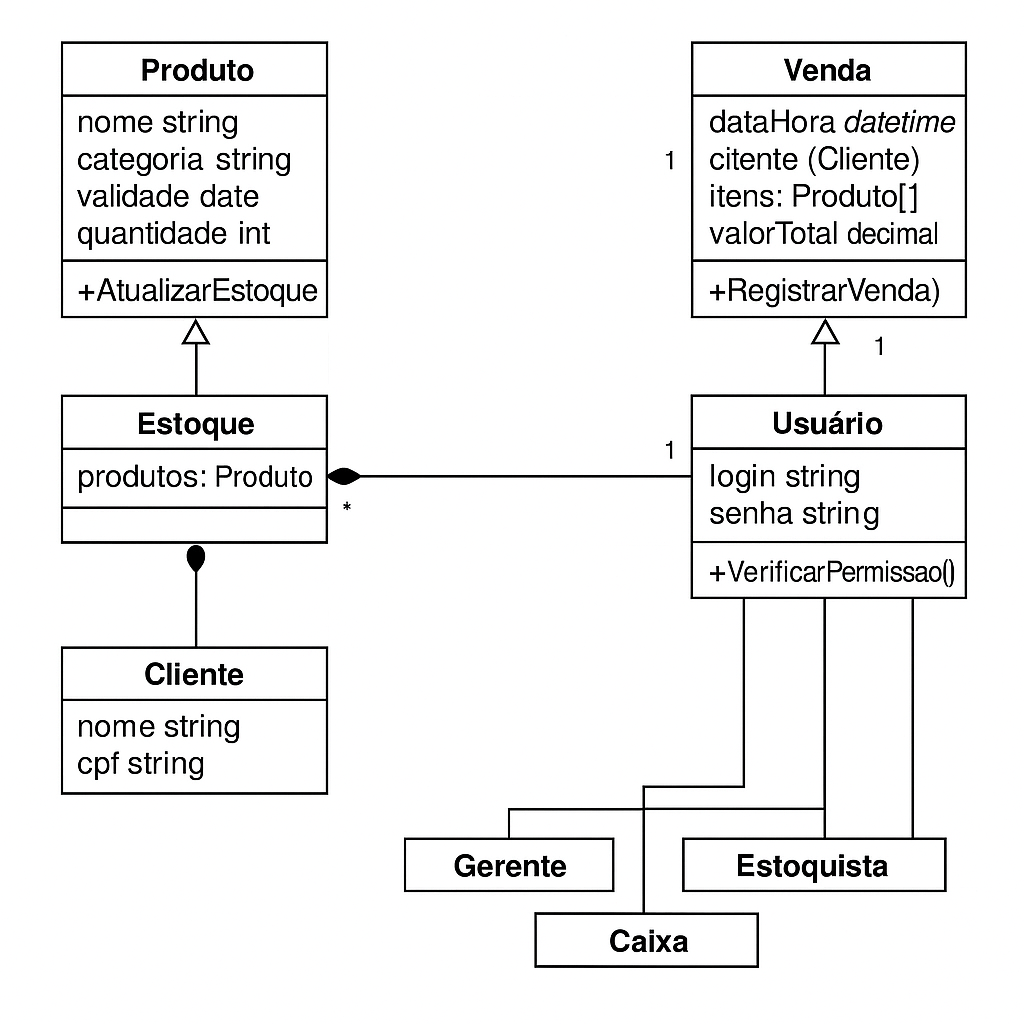 Produto
nome string
categoria string
validade date
quantidade int
+AtualizarEstoque
Venda
1
dataHora datetime
citente (Cliente)
itens: Produto[]
valorTotal decimal
+RegistrarVenda)
1
Estoque
produtos: Produto
*
1
Usuário
login string
senha string
+VerificarPermissao()
Cliente
nome string
cpf string
Gerente
Estoquista
Caixa